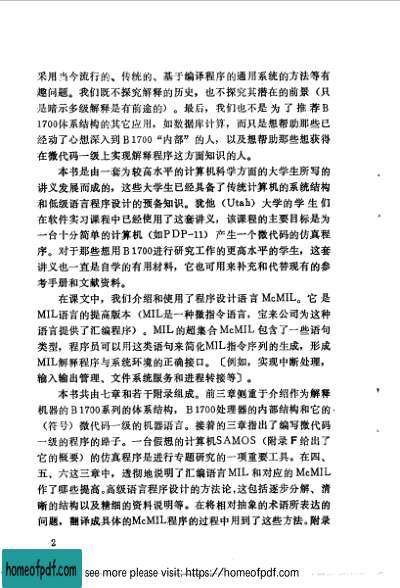 采用当今流行的、传统的、基于编译程序的通用系统的方法等有
趣问题。我们既不探究解释的历史，也不探究其潜在的前景（只
是暗示多级解释是有前途的）。最后，我们也不是为了推荐B
1700体系结构的其它应用，如数据库计算，而只是想帮助那些已
经动了心想深入到B1700“内部”的人，以及想帮助那些想获得
在微代码一级上实现解释程序这方面知识的人。
本书是由一套为较高水平的计算机科学方面的大学生所写的
讲义发展而成的，这些大学生已经具备了传统计算机的系统结构
和低级语言程序设计的预备知识。犹他（Utah）大学的学生们
在软件实习课程中已经使用了这套讲义，该课程的主要目标是为
一台十分简单的计算机（如PDP-11）产生一个微代码的仿真程
序。对于那些想用B1700进行研究工作的更高水平的学生，这套
讲义也一直是自学的有用材料，它也可用来补充和代替现有的参
考手册和文献资料。
在课文中，我们介绍和使用了程序设计语言McMIL。它是
MIL语言的提高版本（MIL是一种微指令语言，宝来公司为这种
语言提供了汇编程序）。MIL的超集合McMIL包含了一些语句
类型，程序员可以用这类语句来简化MIL指令序列的生成，形成
MIL解释程序与系统环境的正确接口。〔例如，实现中断处理，
输入输出管理、文件系统服务和进程转接等〕。
本书共由七章和若干附录组成。前三章侧重于介绍作为解释
机器的B1700系列的体系结构，B1700处理器的内部结构和它的
（符号）微代码一级的机器语言。接着的三章指出了编写微代码
一级的程序的路子。一台假想的计算机SAMOS（附录F给出了
它的概要）的仿真程序是进行专题研究的一项重要工具。在四、
五、六这三章中，透彻地说明了汇编语言MIL和对应的McMIL
作了哪些提高。高级语言程序设计的方法论，这包括逐步分解、清
晰的结构以及精细的资料说明等。在将相对抽象的术语所表达的
问题，翻译成具体的McMIL程序的过程中用到了这些方法。附录
2
homeofpdf.com
see more please visit: https://homeofpdf.com